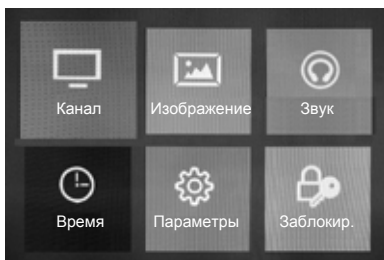 Канал
Изображение
Звук
Время
Параметры
Заблокир.